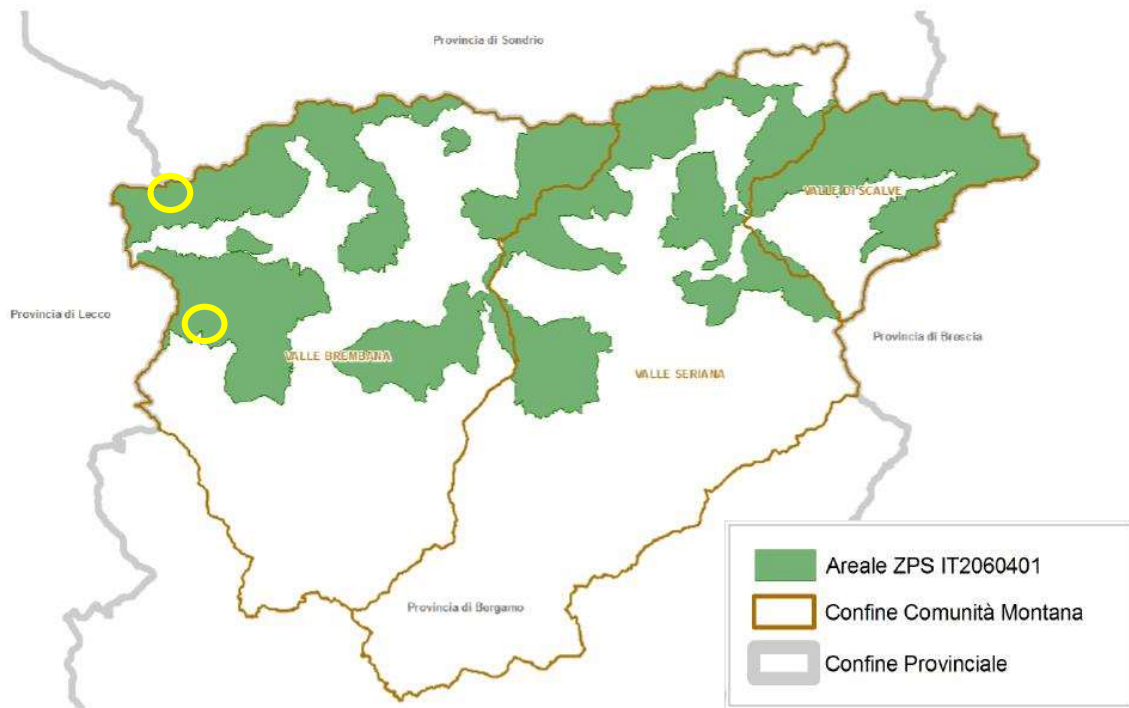 Provincia di Sondrio
VALLE DI SCALVE
Provincia di Lecco
Provincia di Brescia
VALLE BREMBANA
VALLE SERIANA
Provincia di Bergamo
Areale ZPS IT2060401
Confine Comunità Montana
Confine Provinciale